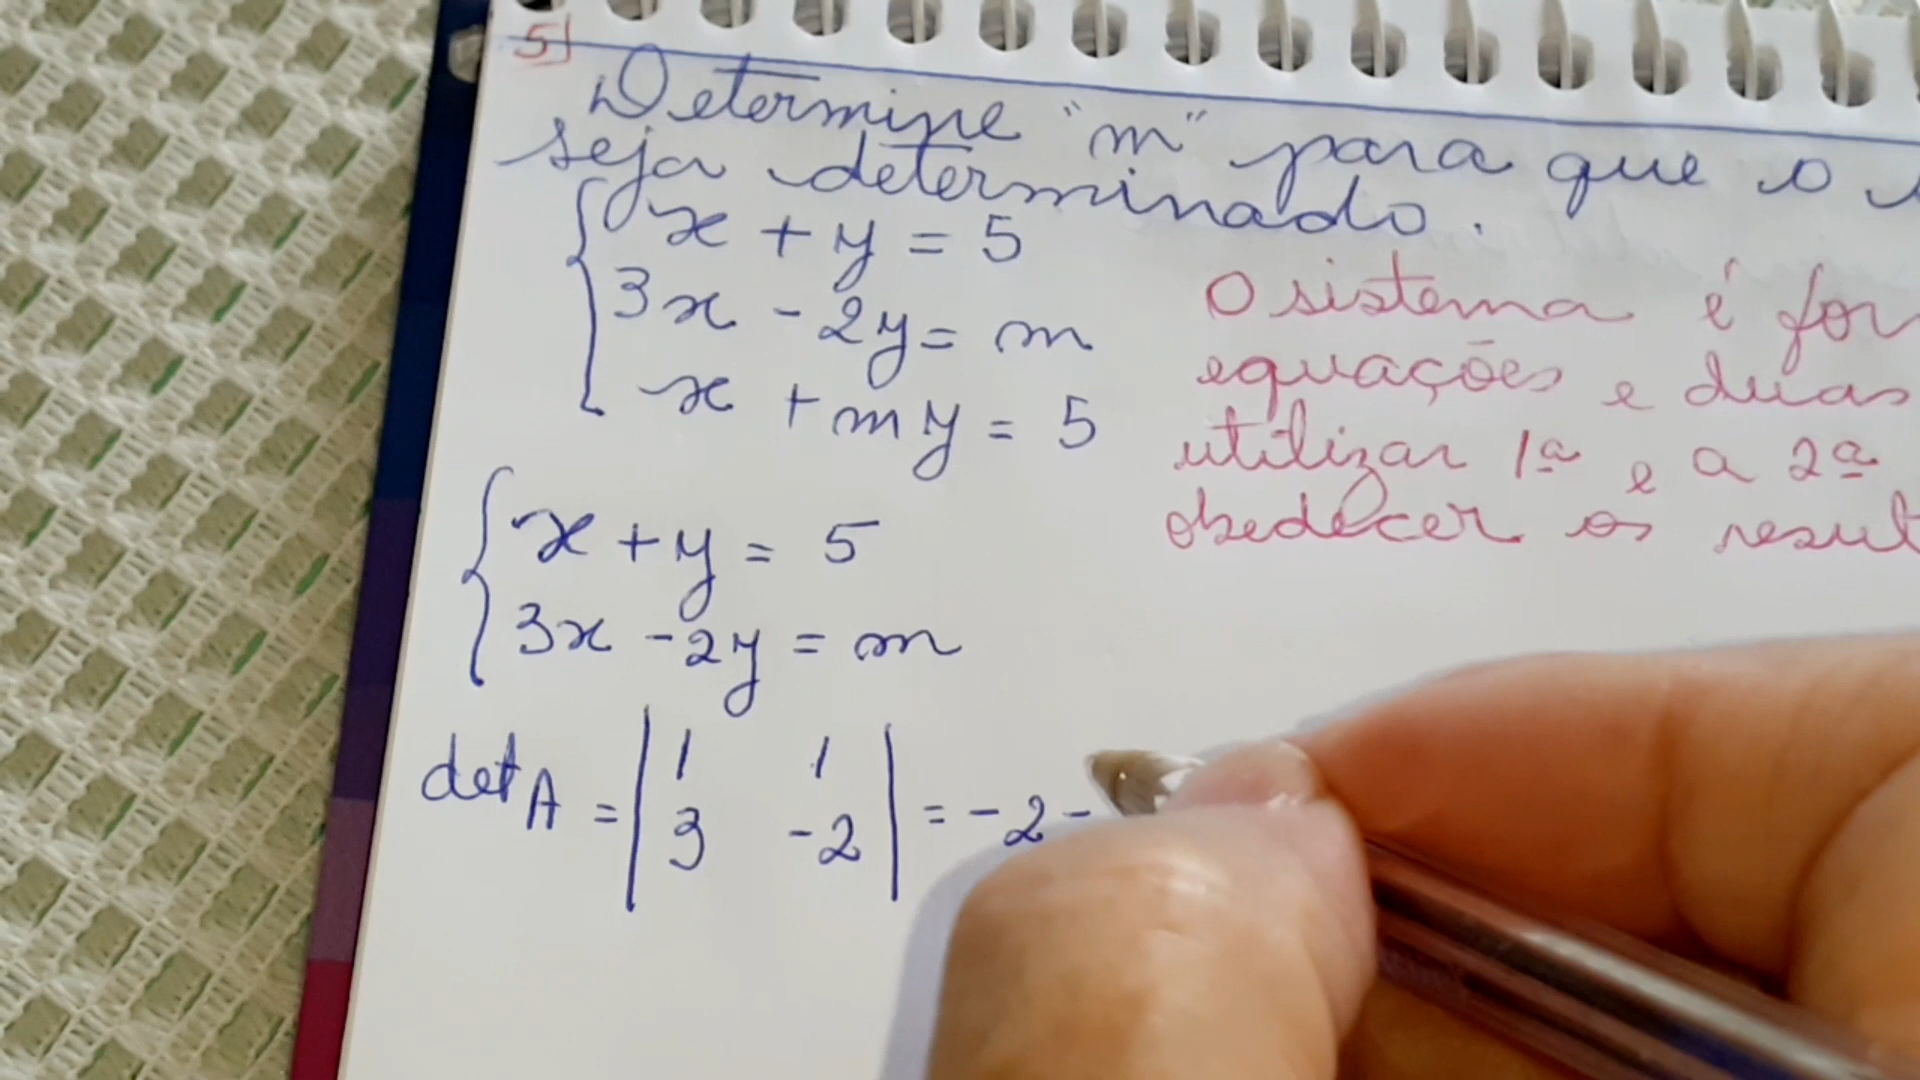 5)
Determine "m" para que o
seja determinado.
x + y = 5
3x - 2y = m
x + my = 5
O sistema é for
equações e duas
utilizar 1ª e a 2ª
obedecer os result
x + y = 5
3x - 2y = m
det A = | 1 1 | = -2 -
| 3 -2 |